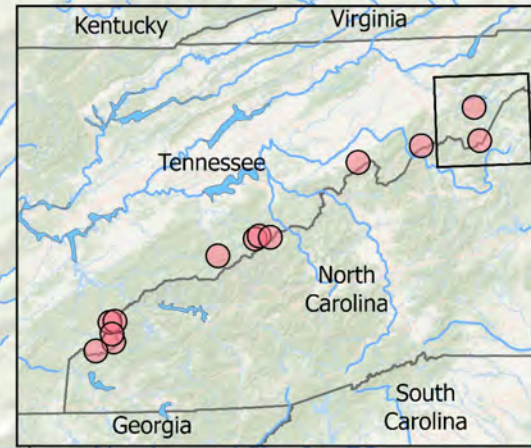 Kentucky
Virginia
Tennessee
North
Carolina
South
Carolina
Georgia